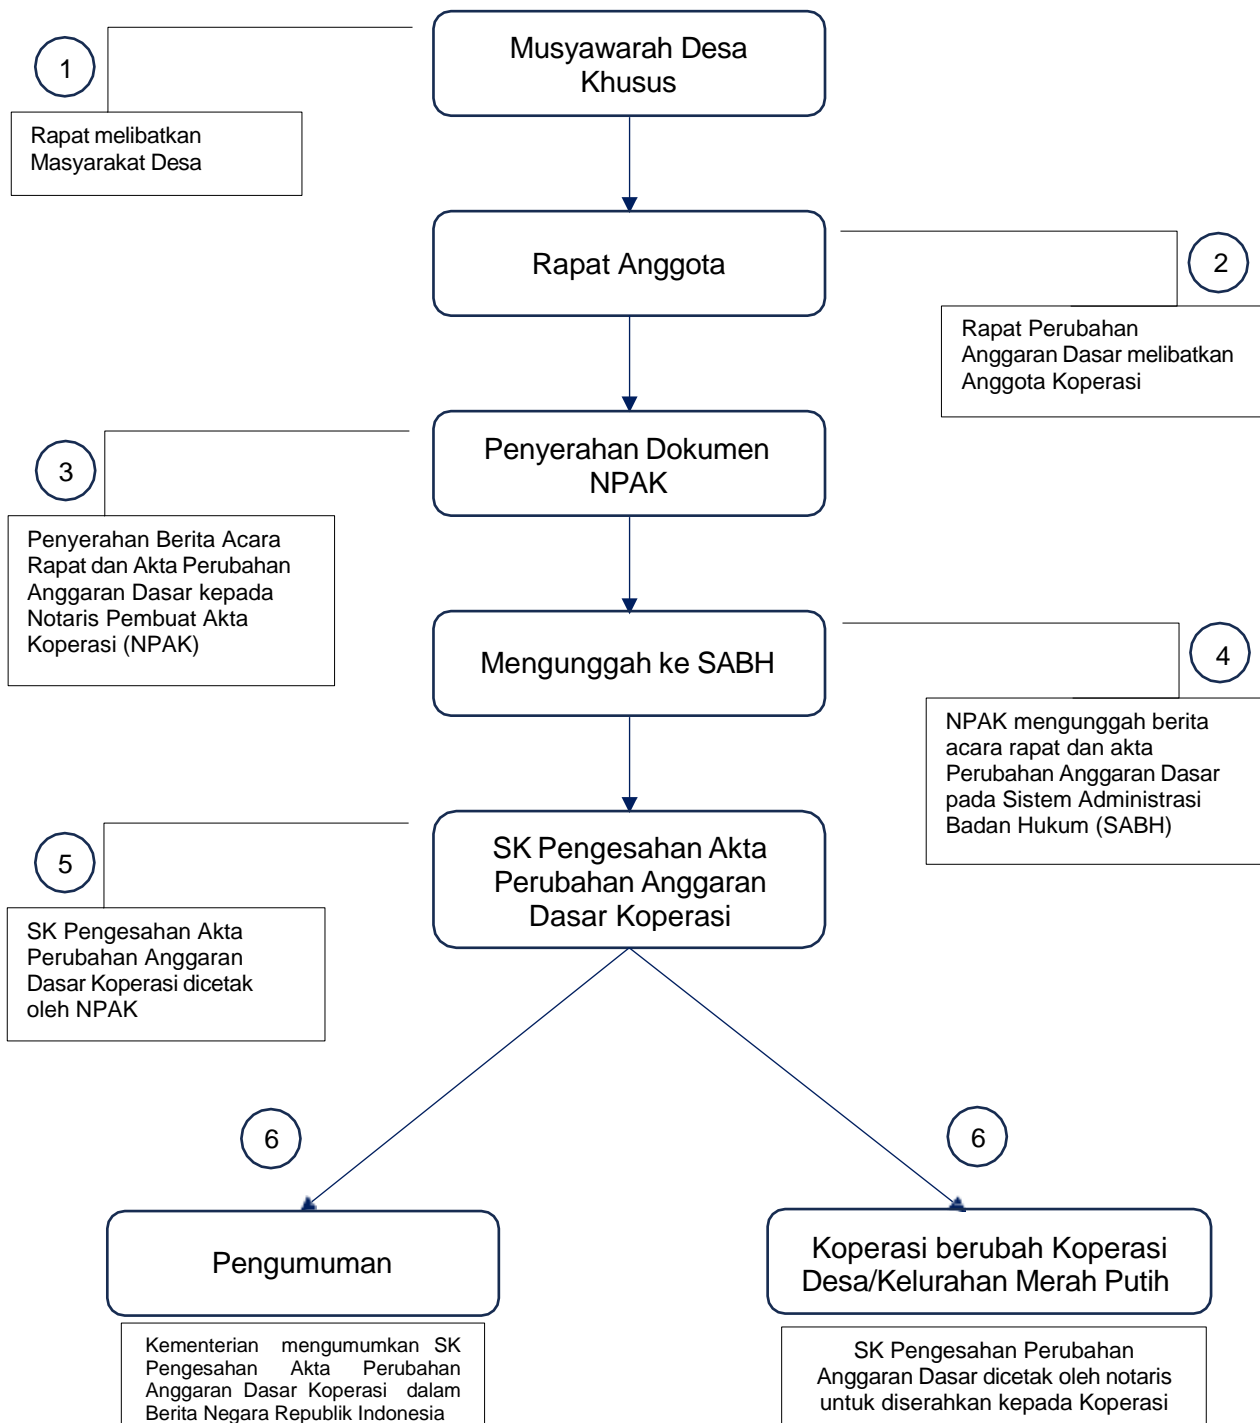 Musyawarah Desa
Khusus
1
Rapat melibatkan
Masyarakat Desa
Rapat Anggota
2
Rapat Perubahan
Anggaran Dasar melibatkan
Anggota Koperasi
Penyerahan Dokumen
NPAK
3
Penyerahan Berita Acara
Rapat dan Akta Perubahan
Anggaran Dasar kepada
Notaris Pembuat Akta
Koperasi (NPAK)
Mengunggah ke SABH
4
NPAK mengunggah berita
acara rapat dan akta
Perubahan Anggaran Dasar
pada Sistem Administrasi
Badan Hukum (SABH)
SK Pengesahan Akta
Perubahan Anggaran
Dasar Koperasi
5
SK Pengesahan Akta
Perubahan Anggaran
Dasar Koperasi dicetak
oleh NPAK
6
6
Pengumuman
Kementerian mengumumkan SK
Pengesahan Akta Perubahan
Anggaran Dasar Koperasi dalam
Berita Negara Republik Indonesia
Koperasi berubah Koperasi
Desa/Kelurahan Merah Putih
SK Pengesahan Perubahan
Anggaran Dasar dicetak oleh notaris
untuk diserahkan kepada Koperasi